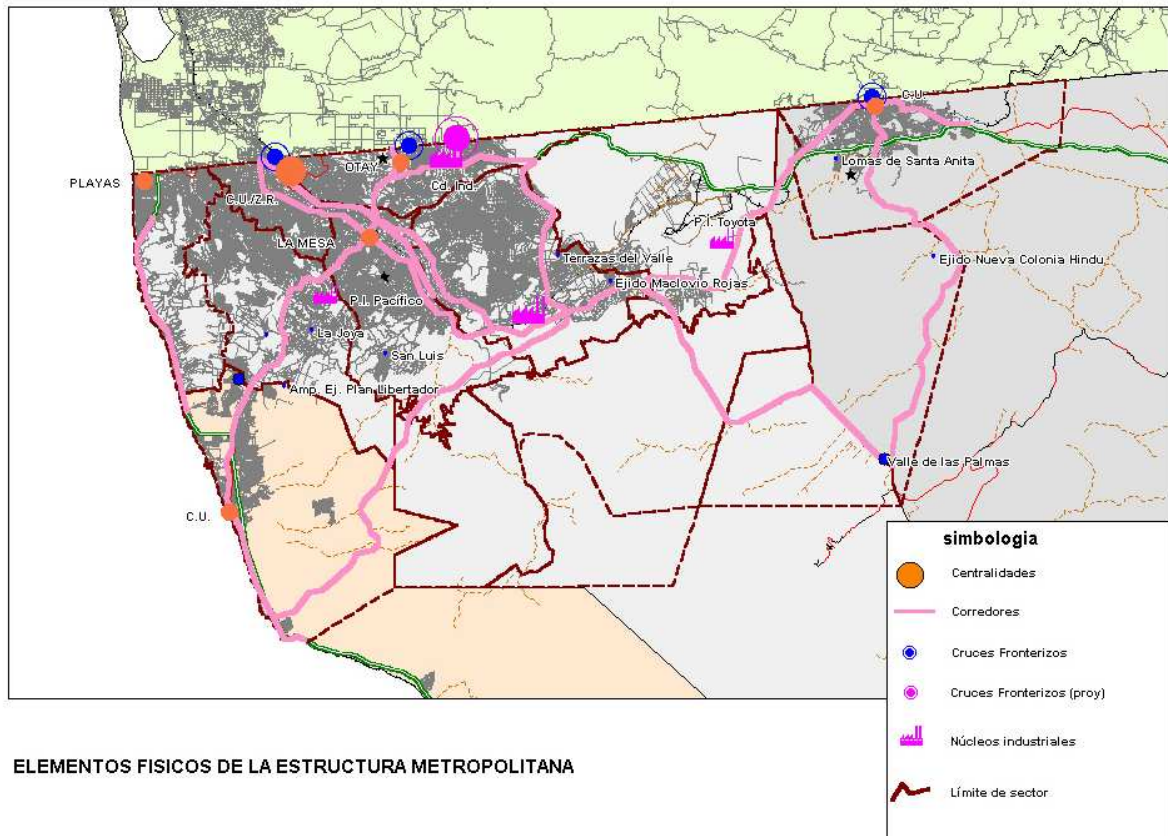 C.U.
Lomas de Santa Anita
OTAY
PLAYAS
Cd. Ind.
C.U./Z.R.
P.I. Toyota
LA MESA
Terrazas del Valle
Ejido Nueva Colonia Hindu
Ejido Maclovio Rojas
P.I. Pacífico
La Joya
San Luis
Amp. Ej. Plan Libertador
Valle de las Palmas
C.U.
simbologia
Centralidades
Corredores
Cruces Fronterizos
Cruces Fronterizos (proy)
Núcleos industriales
Límite de sector
ELEMENTOS FISICOS DE LA ESTRUCTURA METROPOLITANA